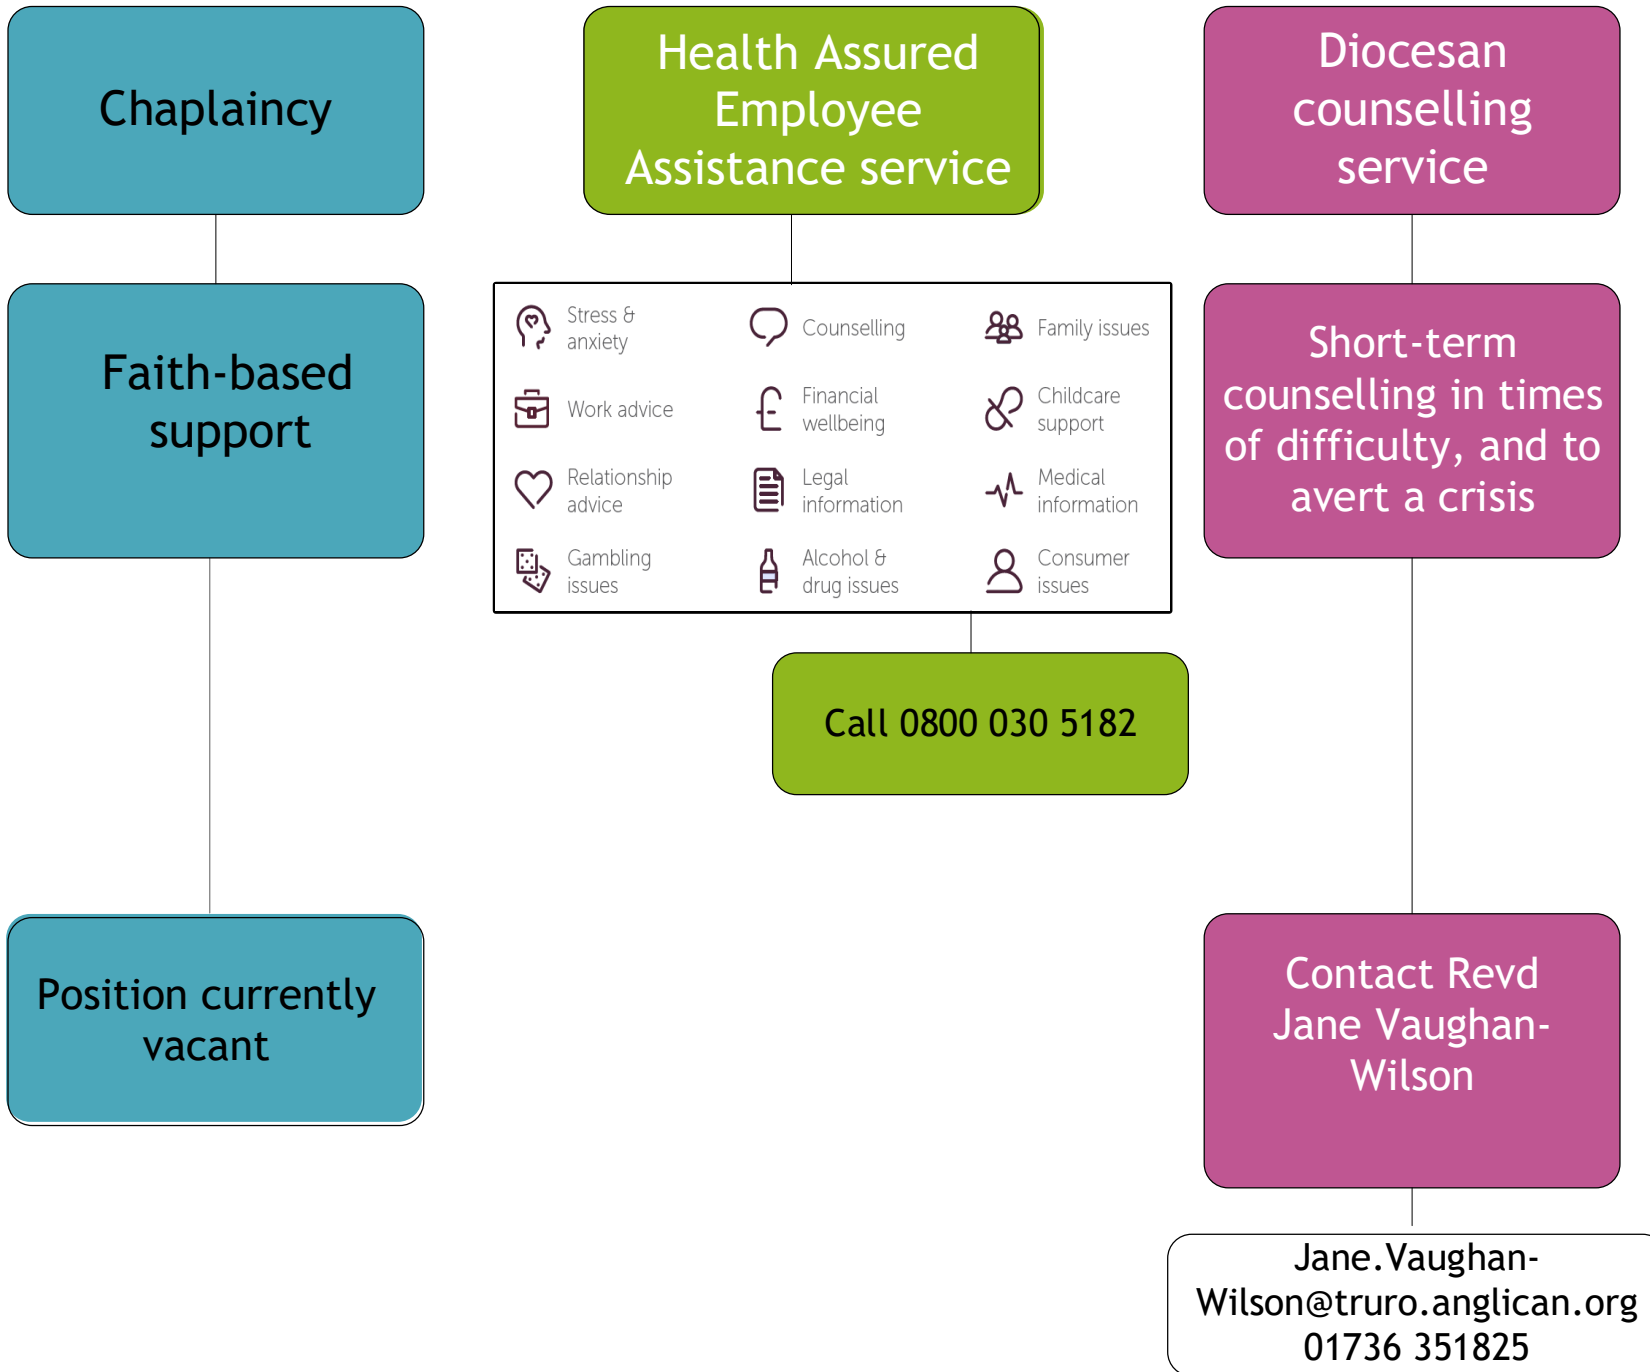 Chaplaincy
Faith-based
support
Position currently
vacant
Health Assured
Employee
Assistance service
Stress &
anxiety
Counselling
Family issues
Work advice
Financial
wellbeing
Childcare
support
Relationship
advice
Legal
information
Medical
information
Gambling
issues
Alcohol &
drug issues
Consumer
issues
Call 0800 030 5182
Diocesan
counselling
service
Short-term
counselling in times
of difficulty, and to
avert a crisis
Contact Revd
Jane Vaughan-
Wilson
Jane.Vaughan-
Wilson@truro.anglican.org
01736 351825